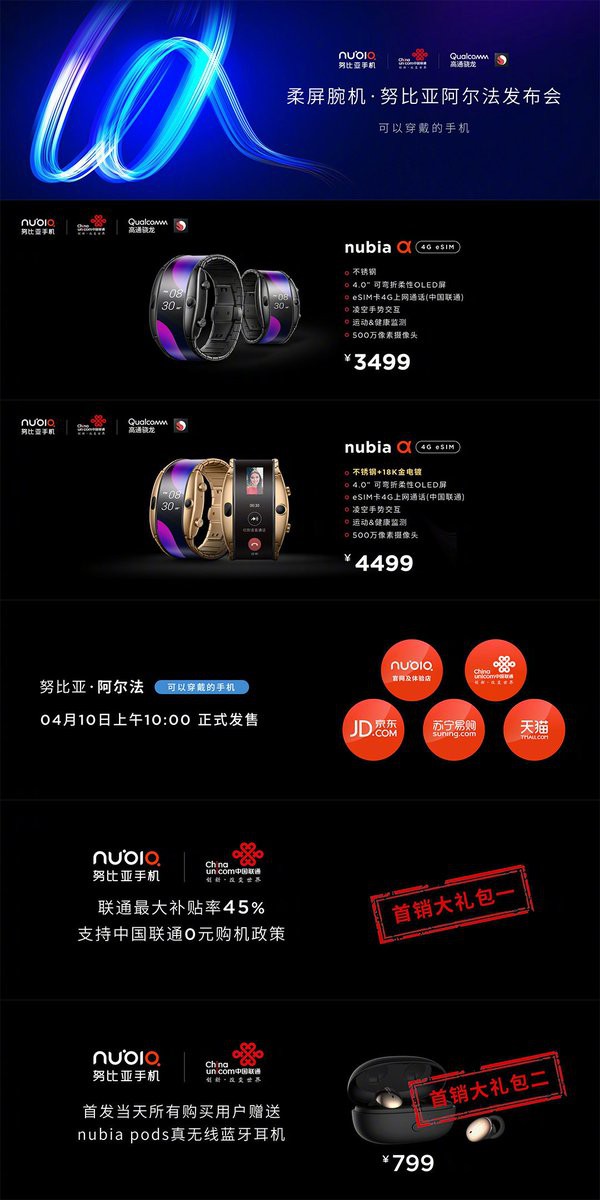 nubia
努比亚手机
China
unicom中国联通
创新·改变世界
Qualcomm
高通骁龙
柔屏腕机·努比亚阿尔法发布会
可以穿戴的手机
nubia
努比亚手机
China
unicom中国联通
创新·改变世界
Qualcomm
高通骁龙
08
30
08
30
nubia α 4G eSIM
不锈钢
4.0" 可弯折柔性OLED屏
eSIM卡4G上网通话(中国联通)
凌空手势交互
运动&健康监测
500万像素摄像头
¥3499
nubia
努比亚手机
China
unicom中国联通
创新·改变世界
Qualcomm
高通骁龙
08
30
00:30
nubia α 4G eSIM
不锈钢+18K金电镀
4.0" 可弯折柔性OLED屏
eSIM卡4G上网通话(中国联通)
凌空手势交互
运动&健康监测
500万像素摄像头
¥4499
努比亚·阿尔法 可以穿戴的手机
04月10日上午10:00 正式发售
nubia
官网及体验店
China
unicom中国联通
创新·改变世界
JD京东
.COM
苏宁易购
suning.com
天猫
TMALL.COM
nubia
努比亚手机
China
unicom中国联通
创新·改变世界
联通最大补贴率45%
支持中国联通0元购机政策
首销大礼包一
nubia
努比亚手机
China
unicom中国联通
创新·改变世界
首发当天所有购买用户赠送
nubia pods真无线蓝牙耳机
首销大礼包二
¥799